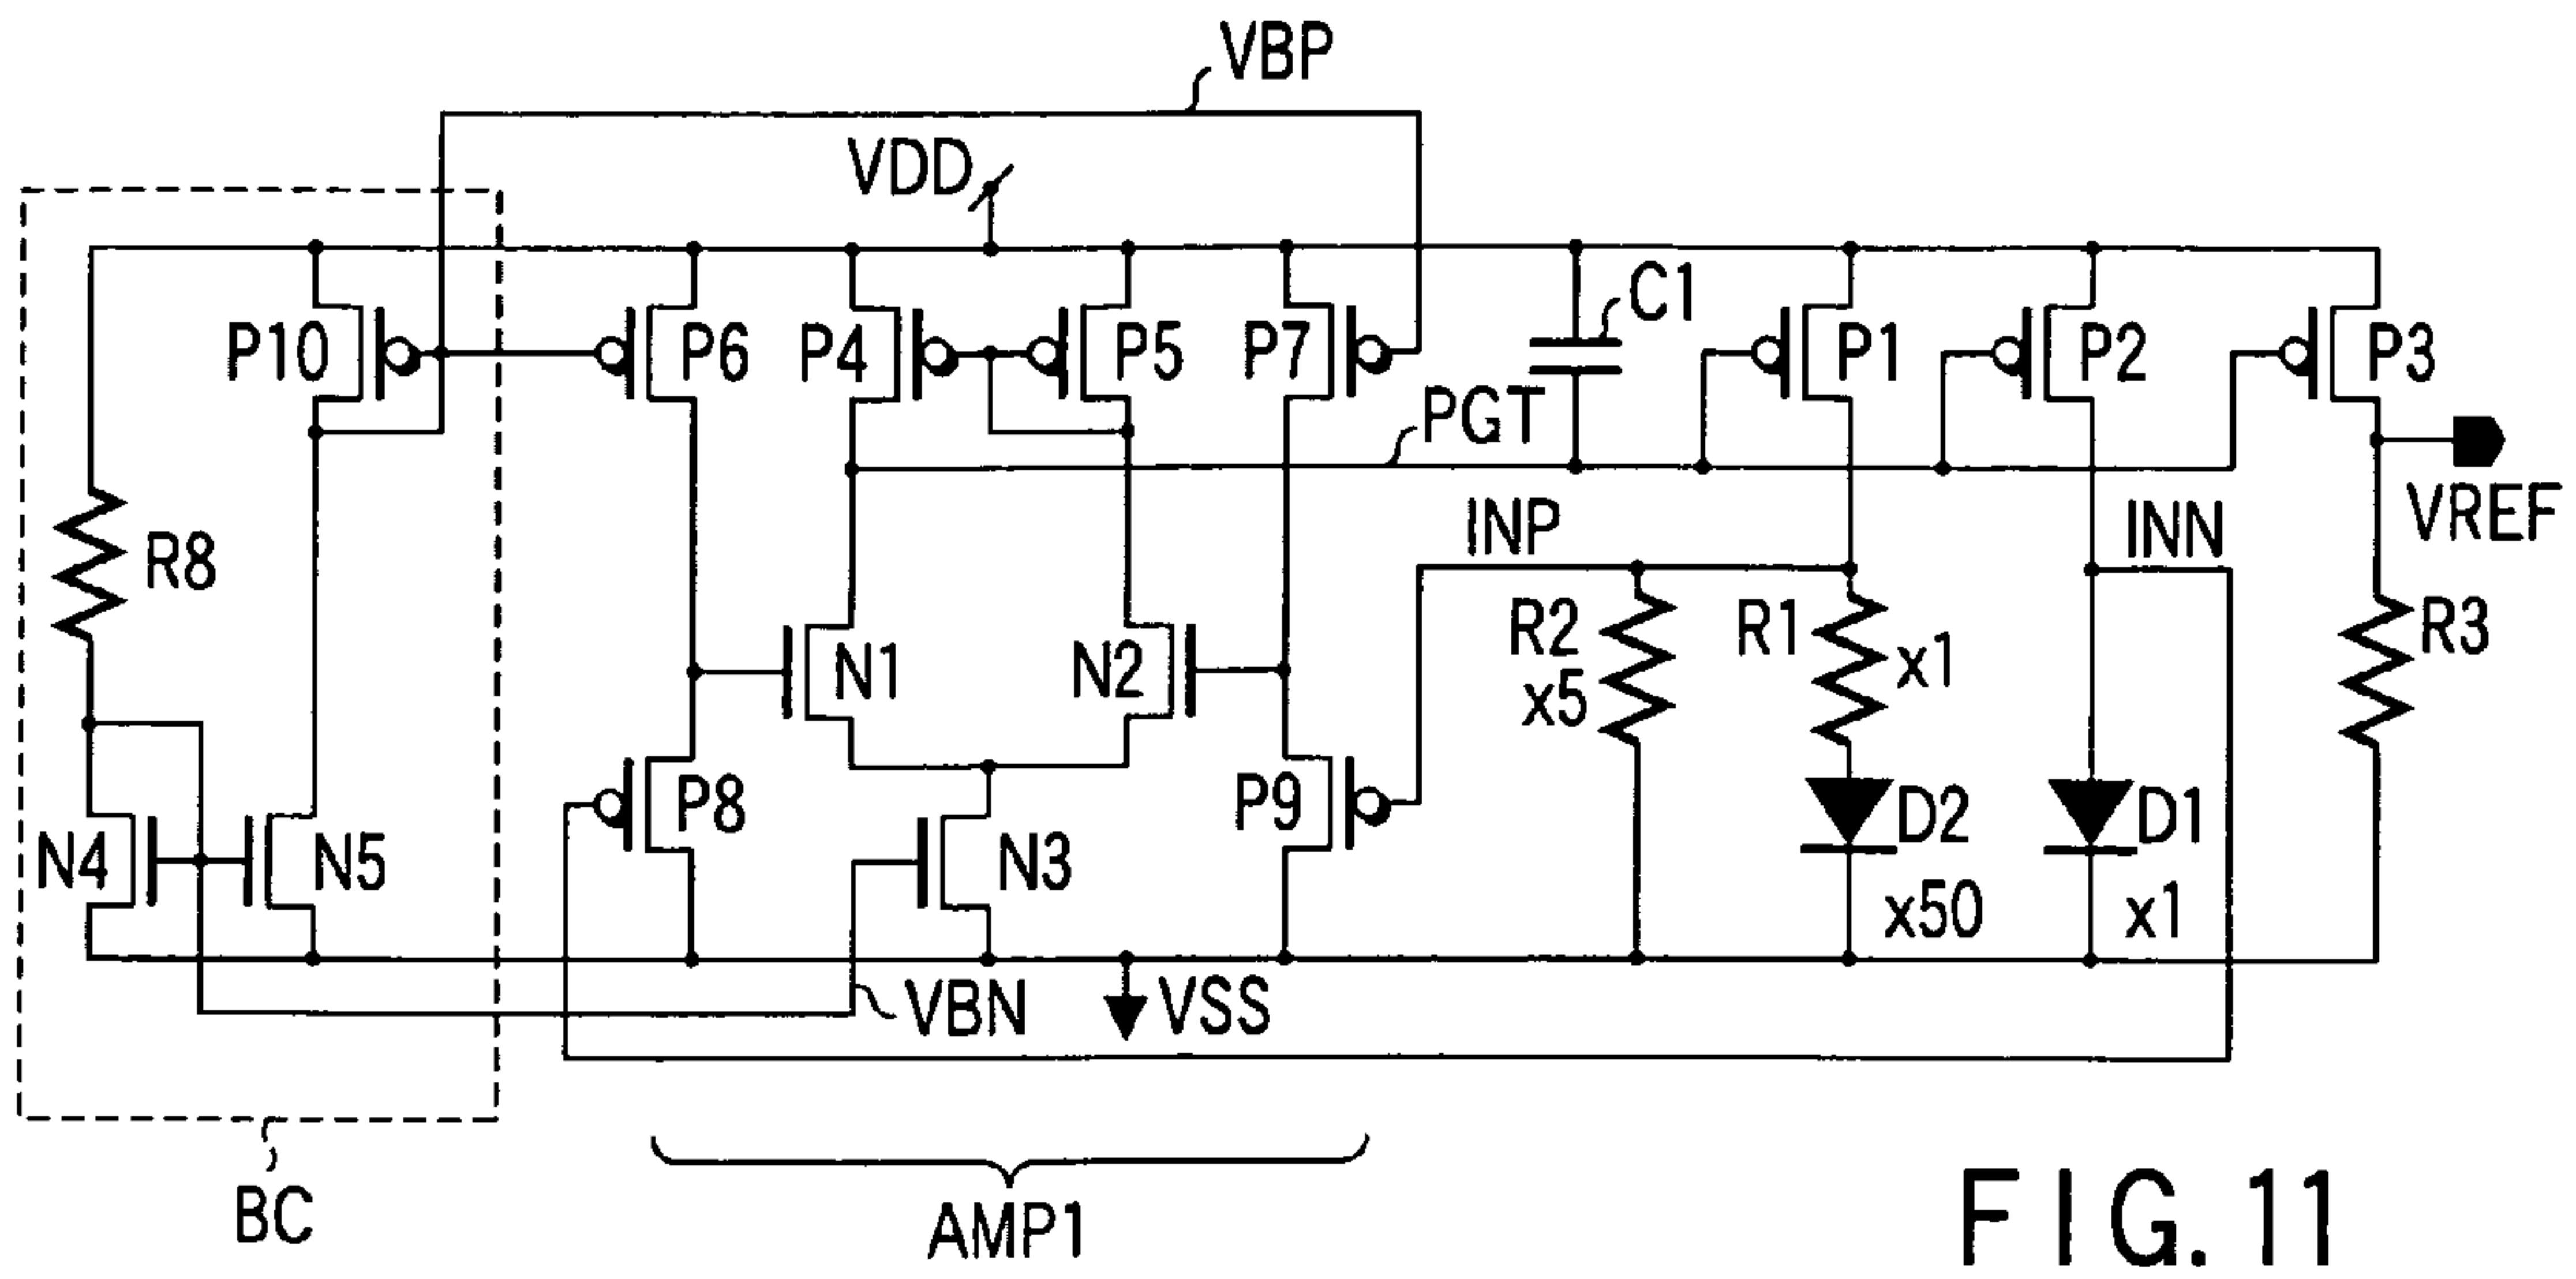 VBP
VDD
P10
P6
P4
P5
P7
C1
P1
P2
P3
PGT
VREF
INP
INN
R8
R2
x5
R1
x1
R3
N1
N2
P8
P9
D2
D1
N4
N5
N3
x50
x1
VBN
VSS
BC
AMP1
FIG. 11